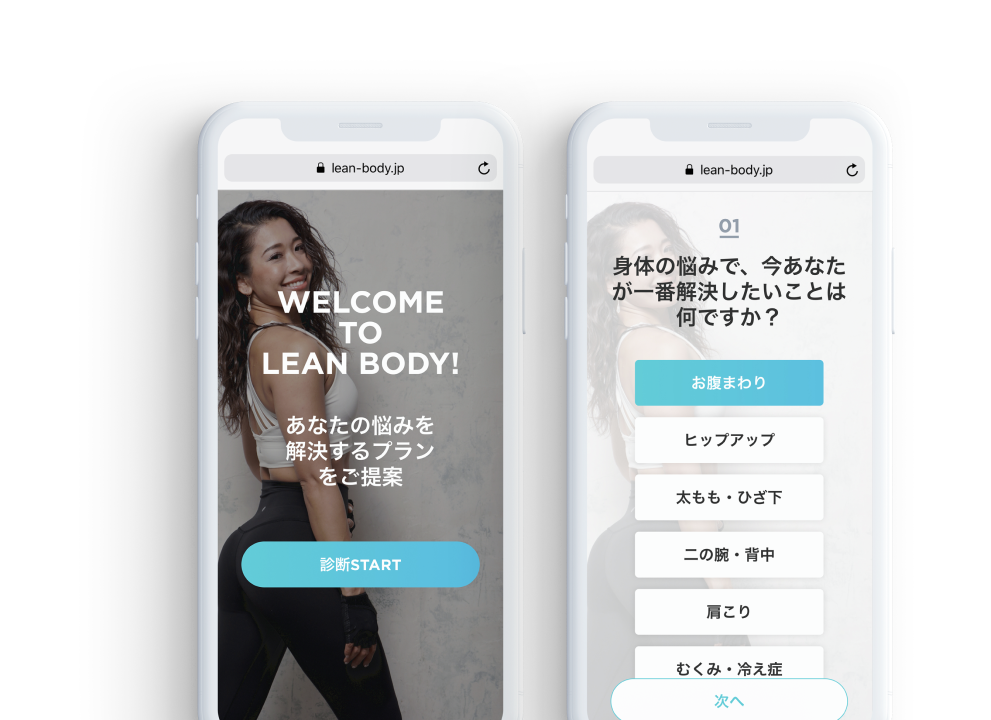 lean-body.jp
WELCOME
TO
LEAN BODY!
あなたの悩みを
解決するプラン
をご提案
診断START
lean-body.jp
01
身体の悩みで、今あなた
が一番解決したいことは
何ですか？
お腹まわり
ヒップアップ
太もも・ひざ下
二の腕・背中
肩こり
むくみ・冷え症
次へ